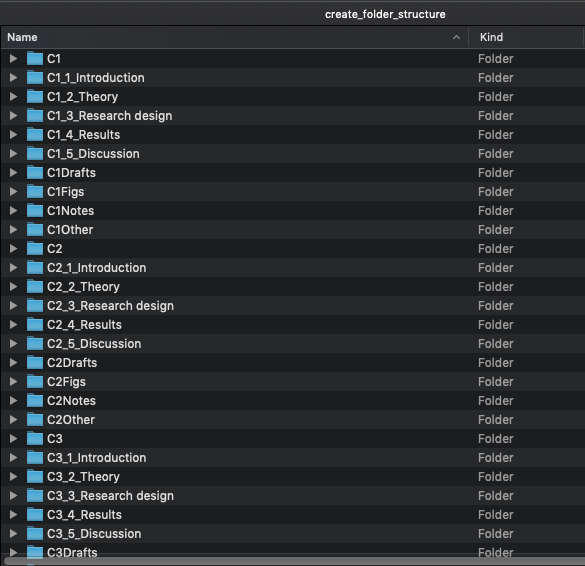 create_folder_structure
Name Kind
C1 Folder
C1_1_Introduction Folder
C1_2_Theory Folder
C1_3_Research design Folder
C1_4_Results Folder
C1_5_Discussion Folder
C1Drafts Folder
C1Figs Folder
C1Notes Folder
C1Other Folder
C2 Folder
C2_1_Introduction Folder
C2_2_Theory Folder
C2_3_Research design Folder
C2_4_Results Folder
C2_5_Discussion Folder
C2Drafts Folder
C2Figs Folder
C2Notes Folder
C2Other Folder
C3 Folder
C3_1_Introduction Folder
C3_2_Theory Folder
C3_3_Research design Folder
C3_4_Results Folder
C3_5_Discussion Folder
C3Drafts Folder